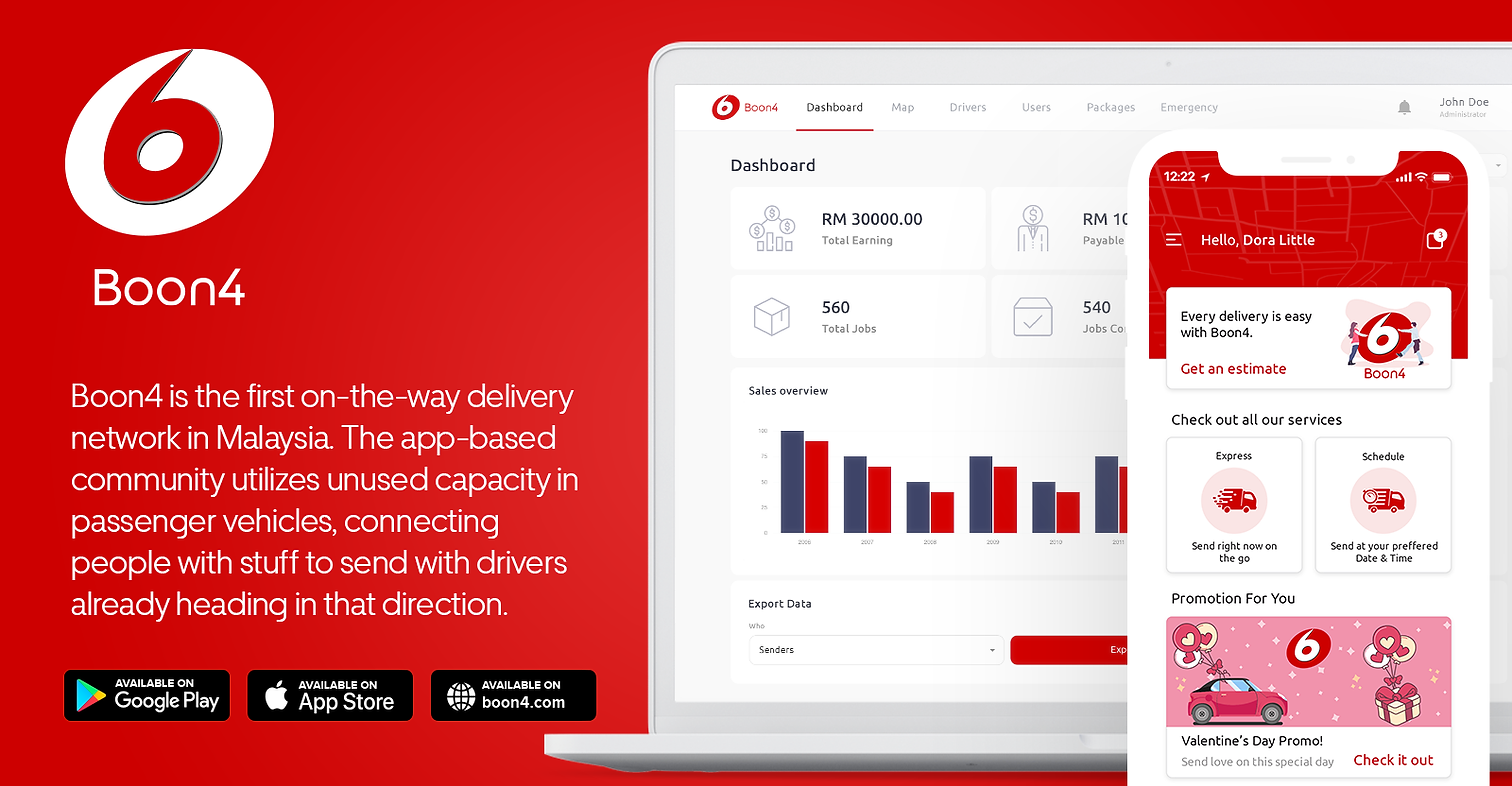 6
Boon4
Boon4 is the first on-the-way delivery
network in Malaysia. The app-based
community utilizes unused capacity in
passenger vehicles, connecting
people with stuff to send with drivers
already heading in that direction.
AVAILABLE ON
Google Play
AVAILABLE ON
App Store
AVAILABLE ON
boon4.com
6 Boon4 Dashboard Map Drivers Users Packages Emergency John Doe
Administrator
Dashboard
RM 30000.00
Total Earning
RM 10
Payable
560
Total Jobs
540
Jobs Co
Sales overview
100
75
50
25
0
2006 2007 2008 2009 2010 2011
Export Data
Who
Senders
Exp
12:22
Hello, Dora Little
3
Every delivery is easy
with Boon4.
Get an estimate
6
Boon4
Check out all our services
Express
Send right now on
the go
Schedule
Send at your preffered
Date & Time
Promotion For You
6
Valentine's Day Promo!
Send love on this special day
Check it out